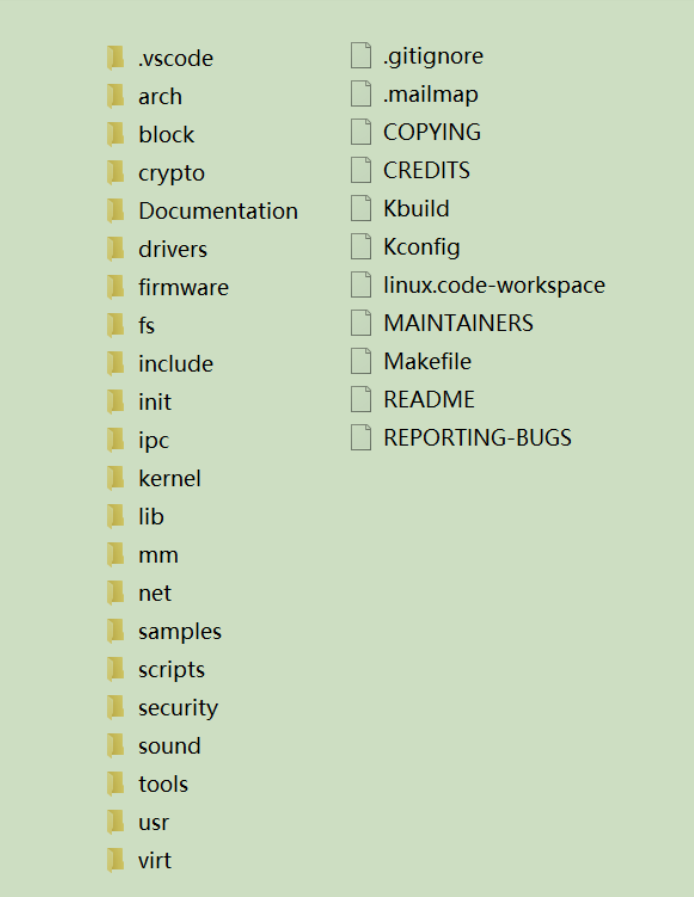 .vscode
arch
block
crypto
Documentation
drivers
firmware
fs
include
init
ipc
kernel
lib
mm
net
samples
scripts
security
sound
tools
usr
virt
.gitignore
.mailmap
COPYING
CREDITS
Kbuild
Kconfig
linux.code-workspace
MAINTAINERS
Makefile
README
REPORTING-BUGS